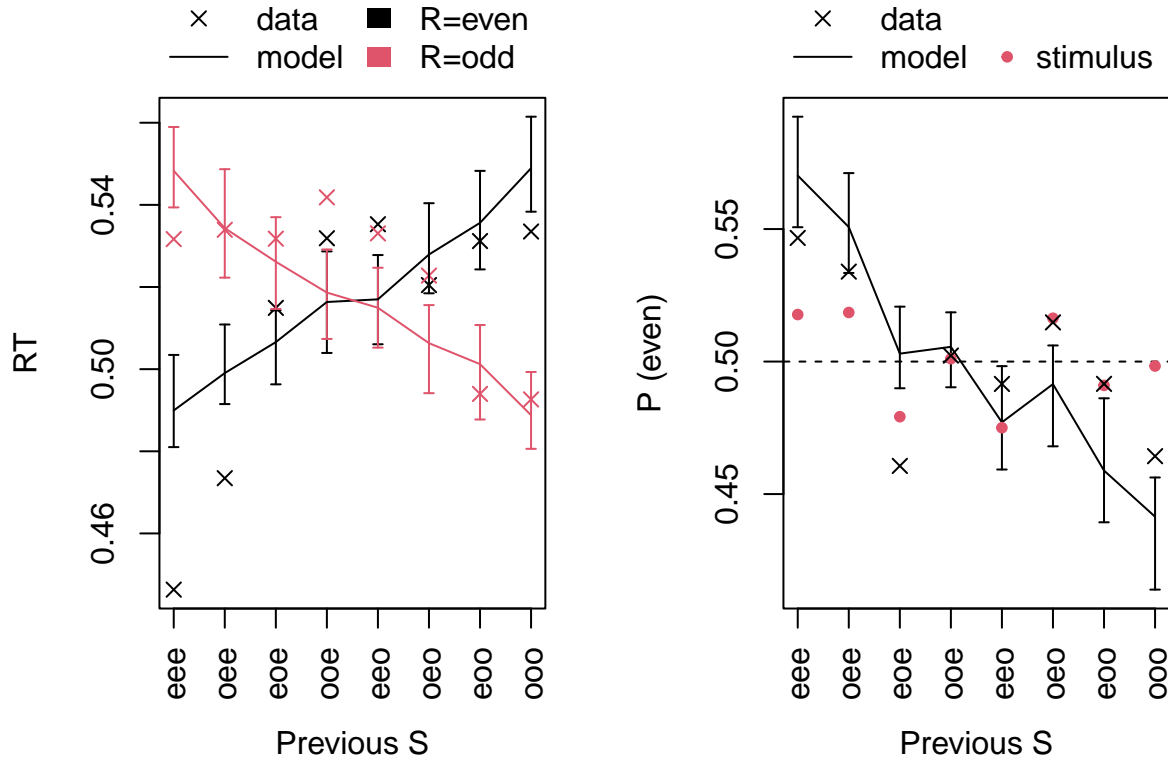 data R=even
model R=odd
RT
0.54
0.50
0.46
eee oee eoe ooe eeo oeo eoo ooo
Previous S
data
model stimulus
P (even)
0.55
0.50
0.45
eee oee eoe ooe eeo oeo eoo ooo
Previous S